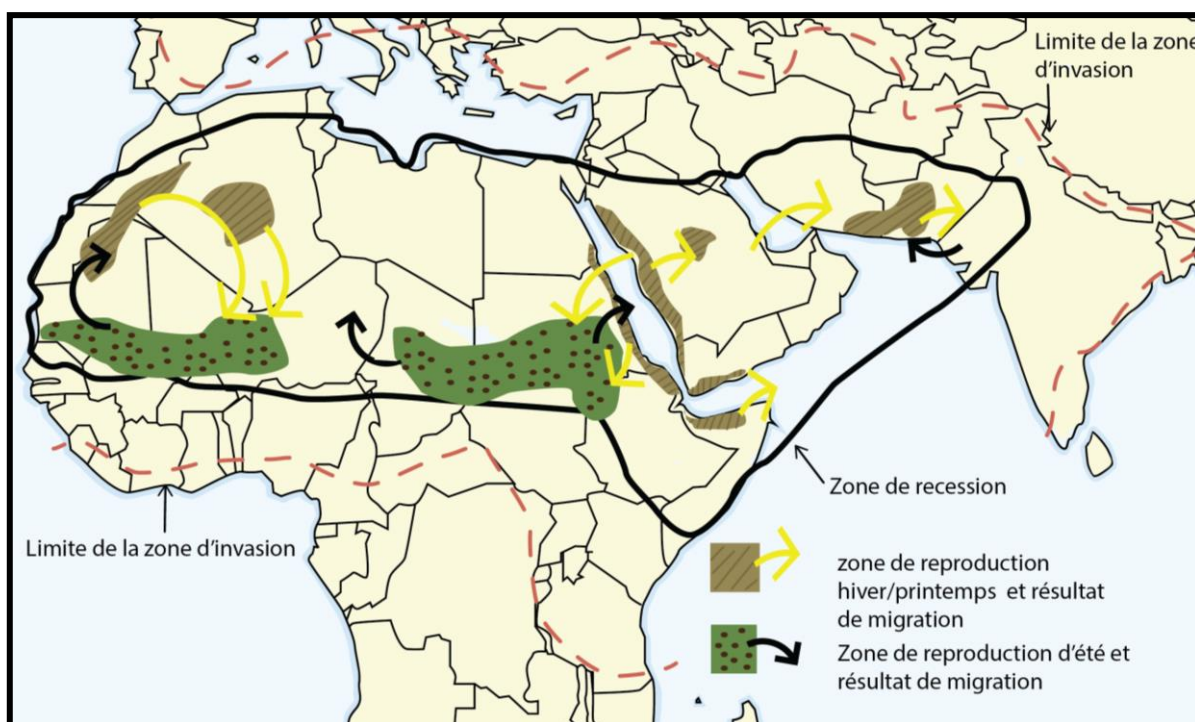 Limite de la zone
d'invasion
Zone de recession
Limite de la zone d'invasion
zone de reproduction
hiver/printemps et résultat
de migration
Zone de reproduction d'été et
résultat de migration